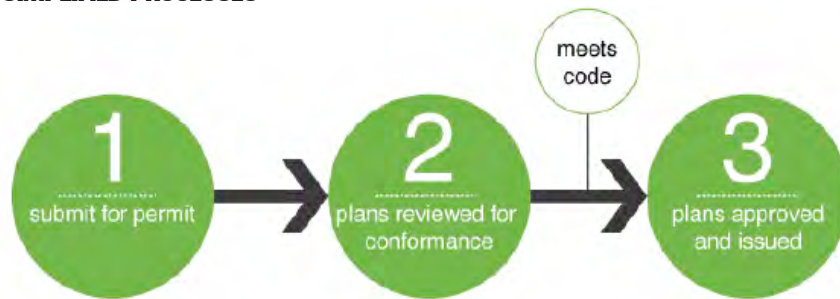 meets
code
1
submit for permit
2
plans reviewed for
conformance
3
plans approved
and issued